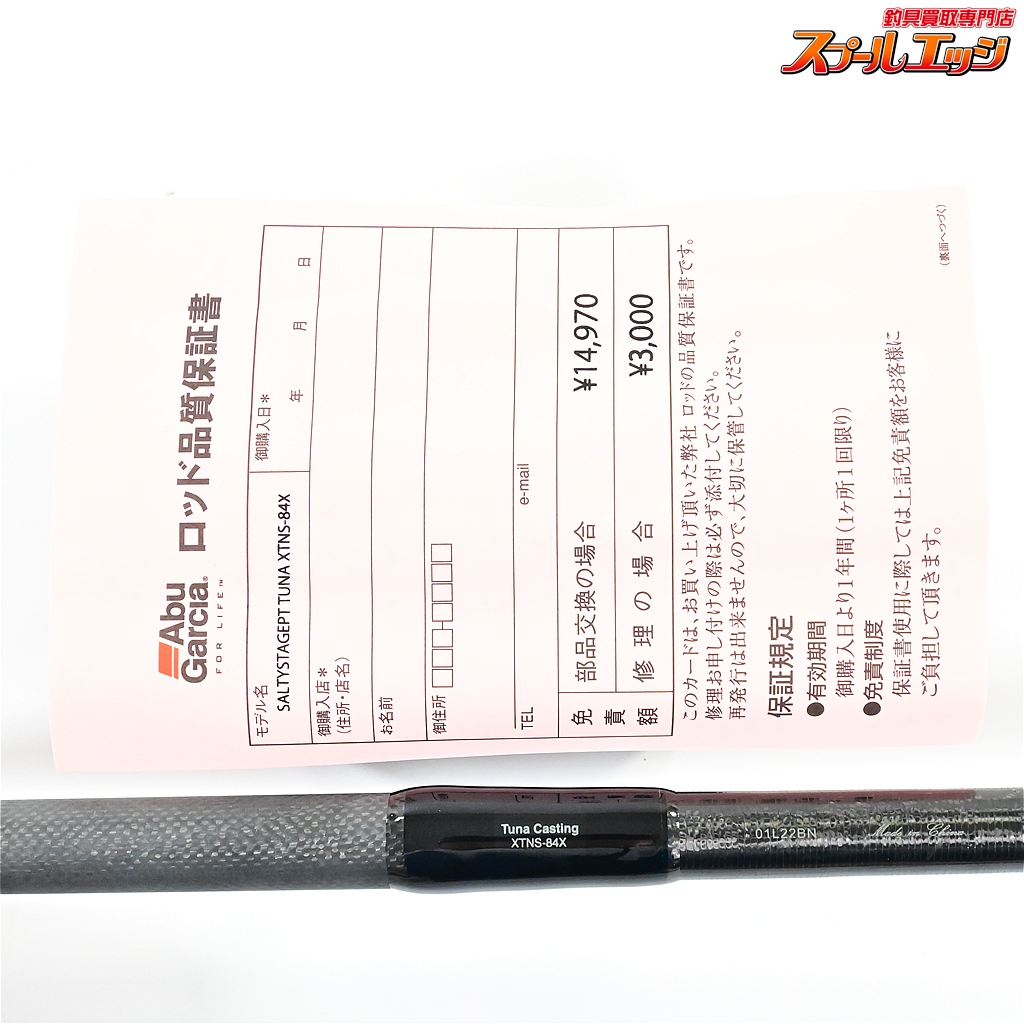 釣具買取専門店
スプールエッジ
Abu
Garcia®
FOR LIFE™
ロッド品質保証書
モデル名
SALTYSTAGEPT TUNA XTNS-84X
御購入日*
年 月 日
御購入店*
(住所・店名)
お名前
御住所
TEL
e-mail
免責額
部品交換の場合 ¥14,970
修理の場合 ¥3,000
このカードは、お買い上げ頂いた弊社 ロッドの品質保証書です。
修理お申し付けの際は必ず添付してください。
再発行は出来ませんので、大切に保管してください。
保証規定
●有効期間
御購入日より1年間(1ヶ所1回限り)
●免責制度
保証書使用に際しては上記免責額をお客様に
ご負担して頂きます。
(裏面へつづく)
Tuna Casting
XTNS-84X
01L22BN
Made in China